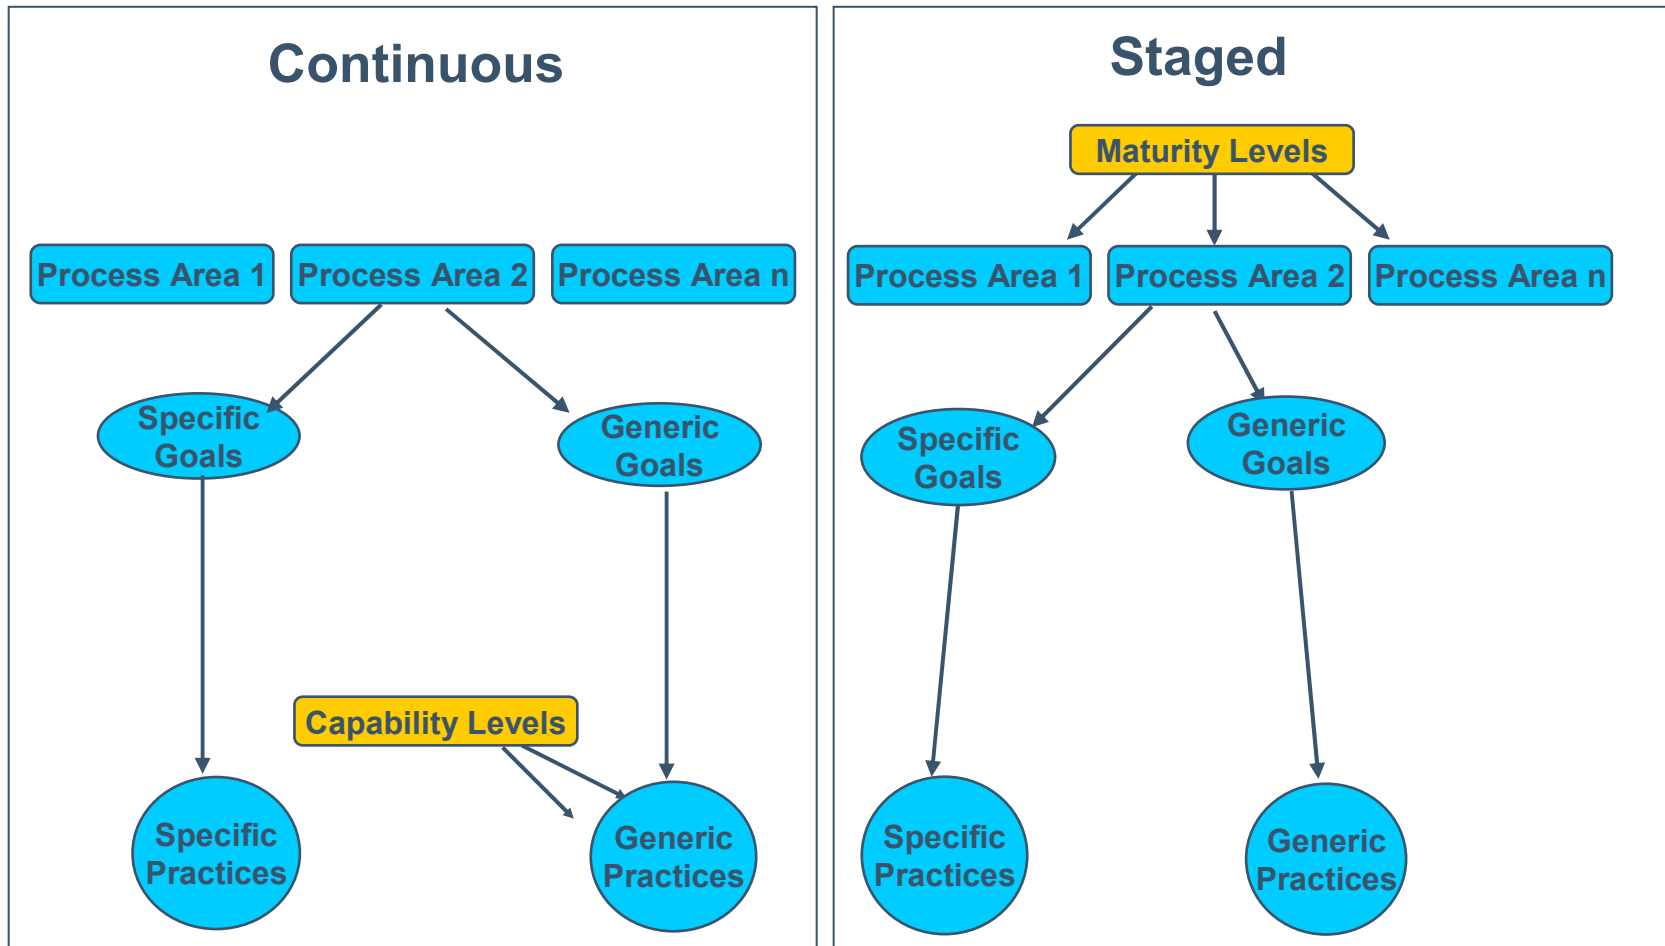 Continuous
Process Area 1
Process Area 2
Process Area n
Specific
Goals
Generic
Goals
Capability Levels
Specific
Practices
Generic
Practices
Staged
Maturity Levels
Process Area 1
Process Area 2
Process Area n
Specific
Goals
Generic
Goals
Specific
Practices
Generic
Practices